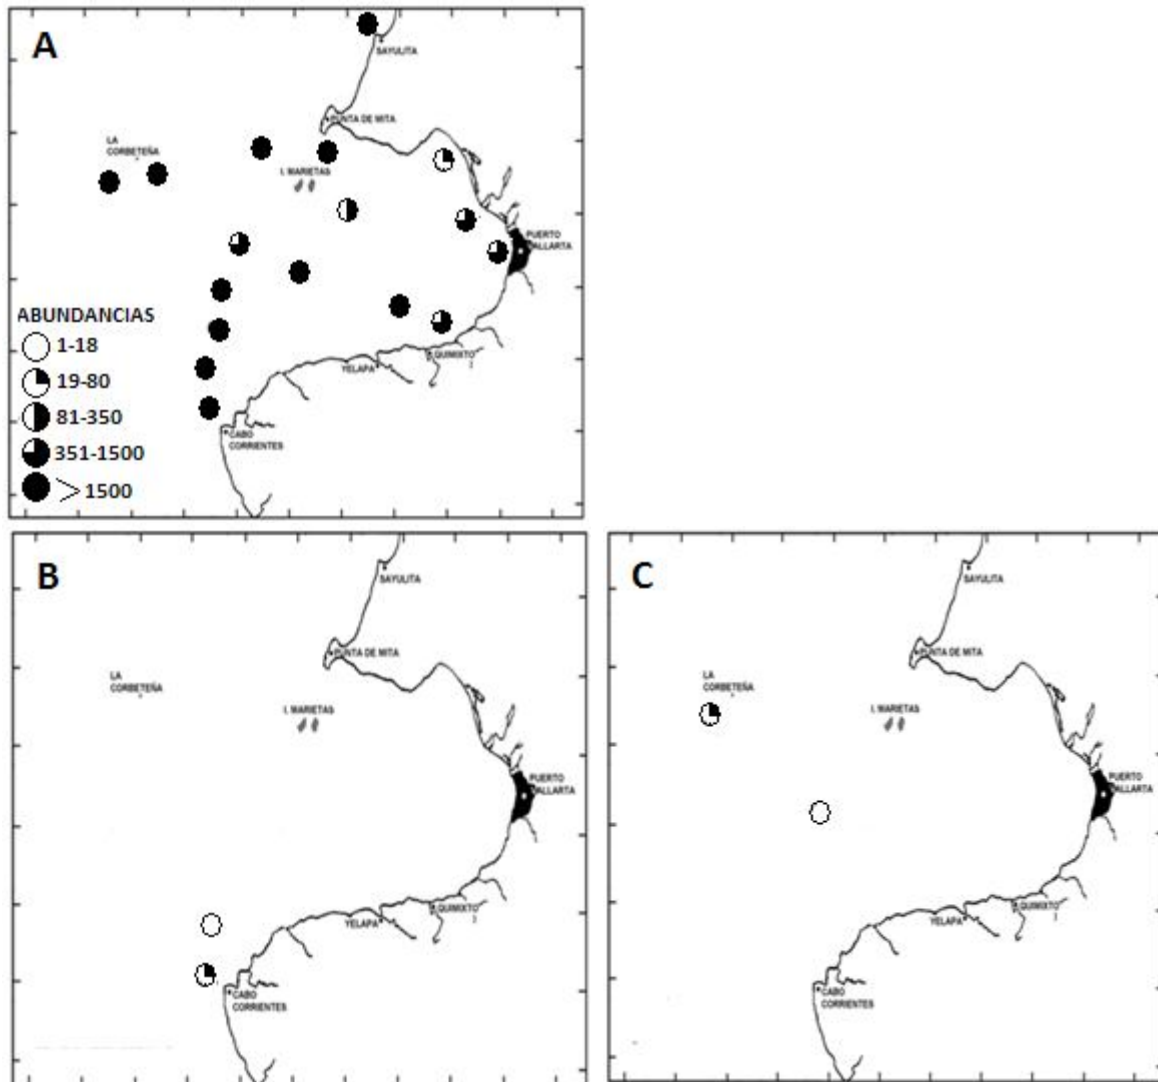 A
SAYULITA
PUNTA DE MITA
LA
CORBETEÑA
I. MARIETAS
PUERTO
VALLARTA
ABUNDANCIAS
1-18
19-80
81-350
351-1500
> 1500
QUIMIXTO
YELAPA
CABO
CORRIENTES
B
SAYULITA
PUNTA DE MITA
LA
CORBETEÑA
I. MARIETAS
PUERTO
VALLARTA
QUIMIXTO
YELAPA
CABO
CORRIENTES
C
SAYULITA
PUNTA DE MITA
LA
CORBETEÑA
I. MARIETAS
PUERTO
VALLARTA
QUIMIXTO
YELAPA
CABO
CORRIENTES